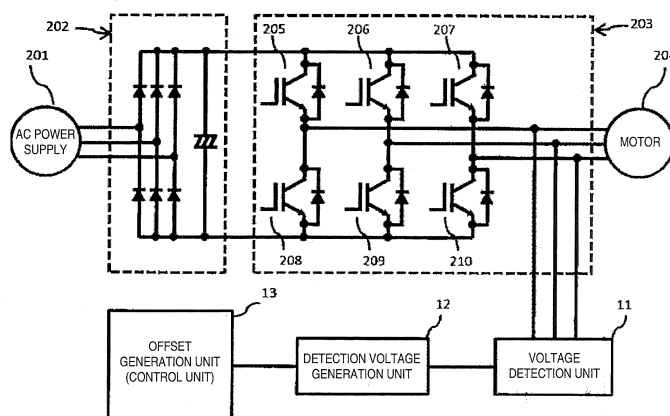 202
205
206
207
203
201
204
AC POWER
SUPPLY
MOTOR
208
209
210
13
12
11
OFFSET
GENERATION UNIT
(CONTROL UNIT)
DETECTION VOLTAGE
GENERATION UNIT
VOLTAGE
DETECTION UNIT